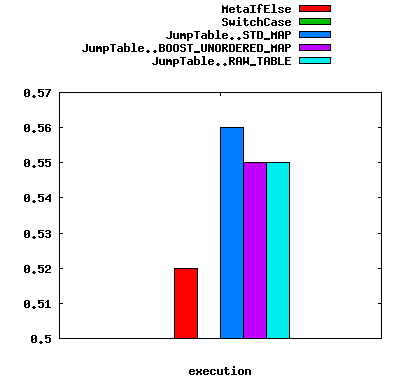 MetaIfElse
SwitchCase
JumpTable..STD_MAP
JumpTable..BOOST_UNORDERED_MAP
JumpTable..RAW_TABLE
0.57
0.56
0.55
0.54
0.53
0.52
0.51
0.5
execution